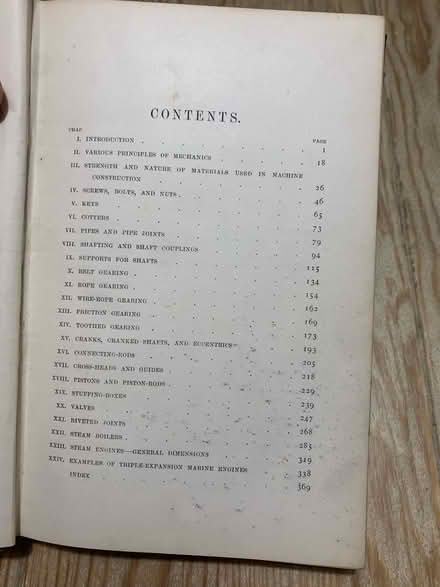 CONTENTS.
CHAP. PAGE
I. INTRODUCTION 1
II. VARIOUS PRINCIPLES OF MECHANICS 18
III. STRENGTH AND NATURE OF MATERIALS USED IN MACHINE
CONSTRUCTION 26
IV. SCREWS, BOLTS, AND NUTS 46
V. KEYS 65
VI. COTTERS 73
VII. PIPES AND PIPE JOINTS 79
VIII. SHAFTING AND SHAFT COUPLINGS 94
IX. SUPPORTS FOR SHAFTS 115
X. BELT GEARING 134
XI. ROPE GEARING 154
XII. WIRE-ROPE GEARING 162
XIII. FRICTION GEARING 169
XIV. TOOTHED GEARING 173
XV. CRANKS, CRANKED SHAFTS, AND ECCENTRICS 193
XVI. CONNECTING-RODS 205
XVII. CROSS-HEADS AND GUIDES 218
XVIII. PISTONS AND PISTON-RODS 229
XIX. STUFFING-BOXES 239
XX. VALVES 247
XXI. RIVETED JOINTS 268
XXII. STEAM BOILERS 283
XXIII. STEAM ENGINES—GENERAL DIMENSIONS 319
XXIV. EXAMPLES OF TRIPLE-EXPANSION MARINE ENGINES 338
INDEX 369